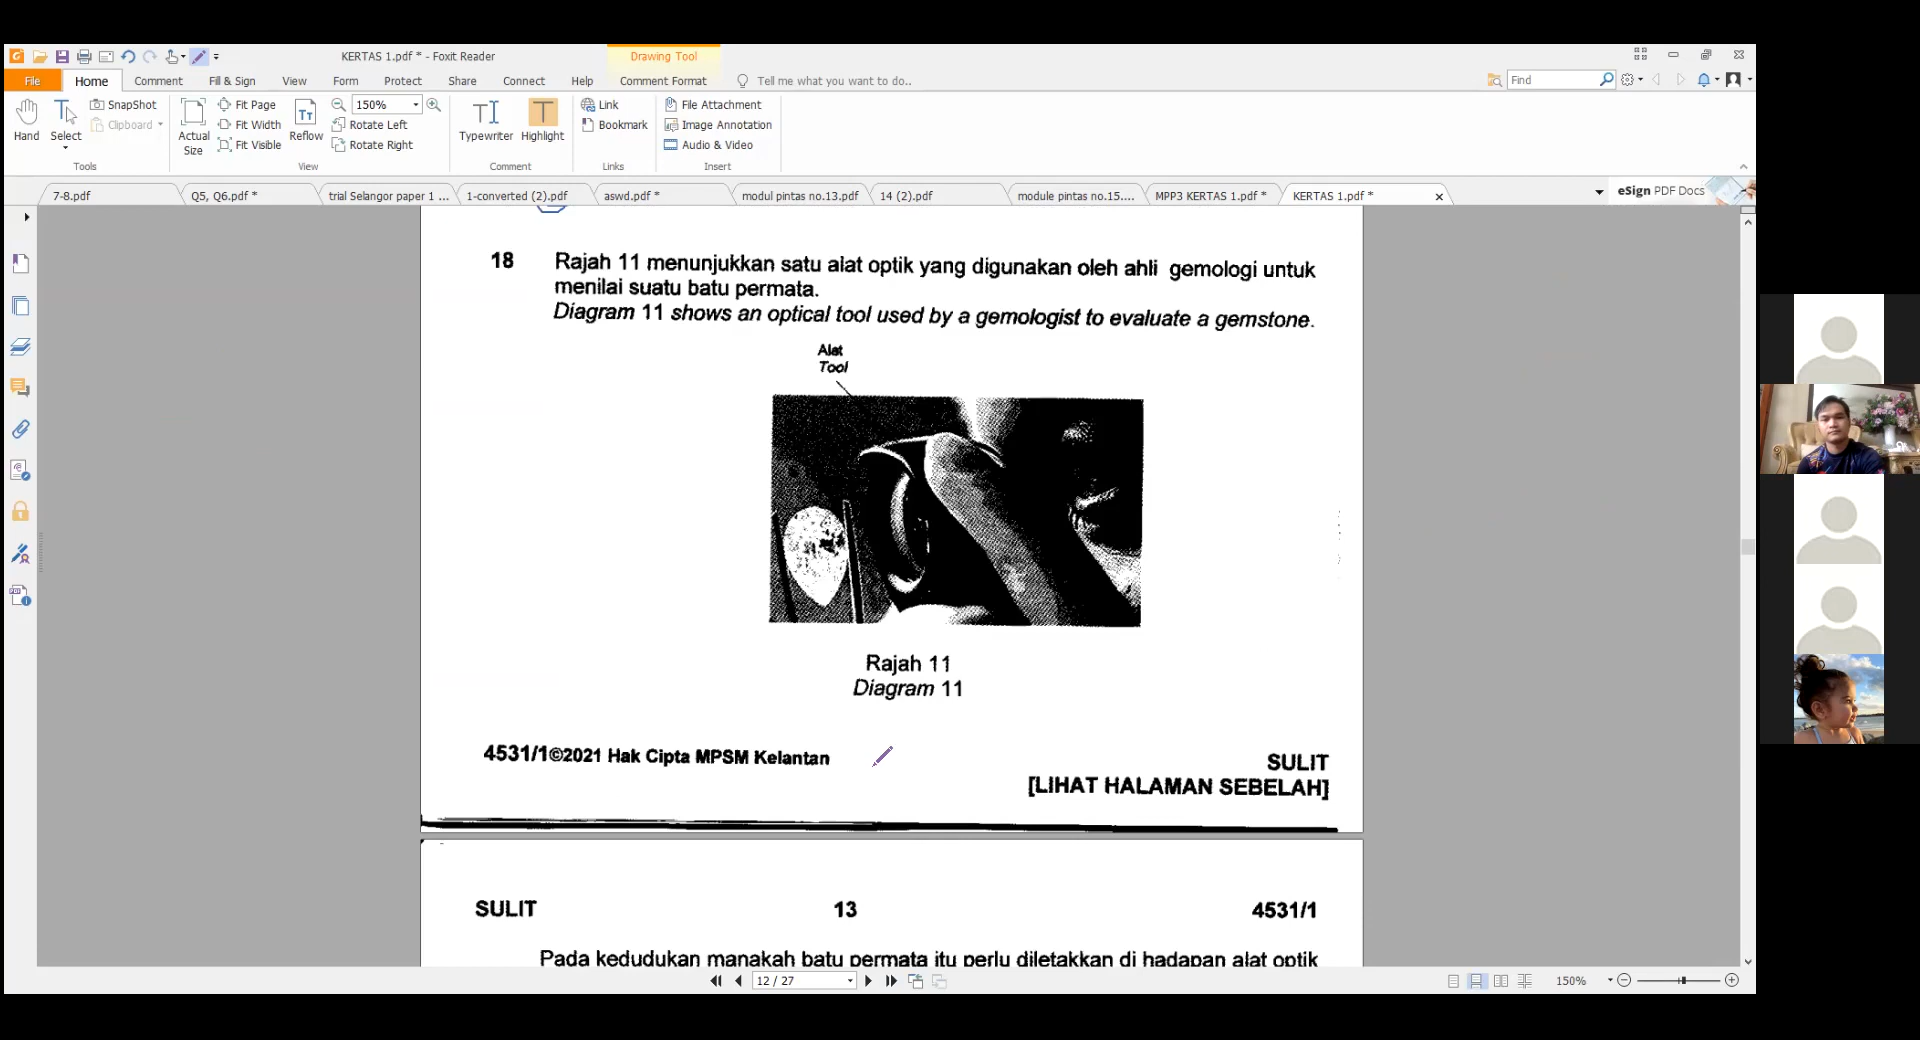 KERTAS 1.pdf * - Foxit Reader
Drawing Tool
File
Home
Comment
Fill & Sign
View
Form
Protect
Share
Connect
Help
Comment Format
Tell me what you want to do..
Find
Hand
Select
SnapShot
Clipboard
Tools
Actual
Size
Fit Page
Fit Width
Fit Visible
Reflow
150%
Rotate Left
Rotate Right
View
Typewriter
Highlight
Comment
Link
Bookmark
Links
File Attachment
Image Annotation
Audio & Video
Insert
7-8.pdf
Q5, Q6.pdf *
trial Selangor paper 1 ...
1-converted (2).pdf
aswd.pdf *
modul pintas no.13.pdf
14 (2).pdf
module pintas no.15....
MPP3 KERTAS 1.pdf *
KERTAS 1.pdf *
eSign PDF Docs
18 Rajah 11 menunjukkan satu alat optik yang digunakan oleh ahli gemologi untuk
menilai suatu batu permata.
Diagram 11 shows an optical tool used by a gemologist to evaluate a gemstone.
Alat
Tool
Rajah 11
Diagram 11
4531/1©2021 Hak Cipta MPSM Kelantan
SULIT
[LIHAT HALAMAN SEBELAH]
SULIT 13 4531/1
Pada kedudukan manakah batu permata itu perlu diletakkan di hadapan alat optik
12 / 27
150%